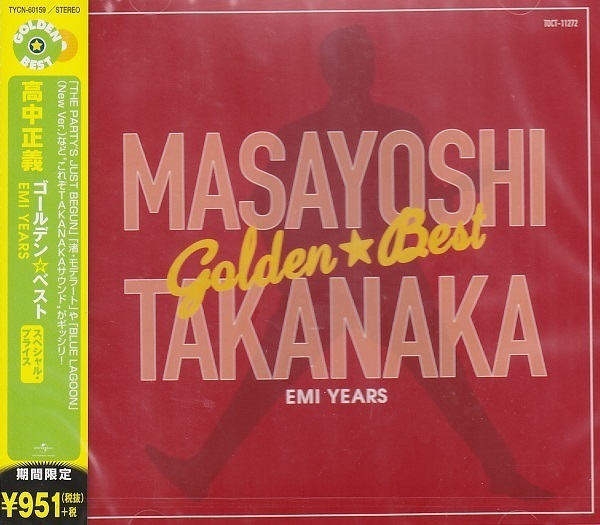 TYCN-60159／STEREO
GOLDEN
BEST
高中正義
ゴールデン☆ベスト
EMI YEARS
スペシャル・
プライス
「THE PARTY'S JUST BEGUN」「渚・モデラート」や「BLUE LAGOON」
(New Ver.)など“これぞTAKANAKAサウンド”がギッシリ！
UNIVERSAL
期間限定
¥951(税抜)
+税
TDCT-11272
MASAYOSHI
Golden★Best
TAKANAKA
EMI YEARS